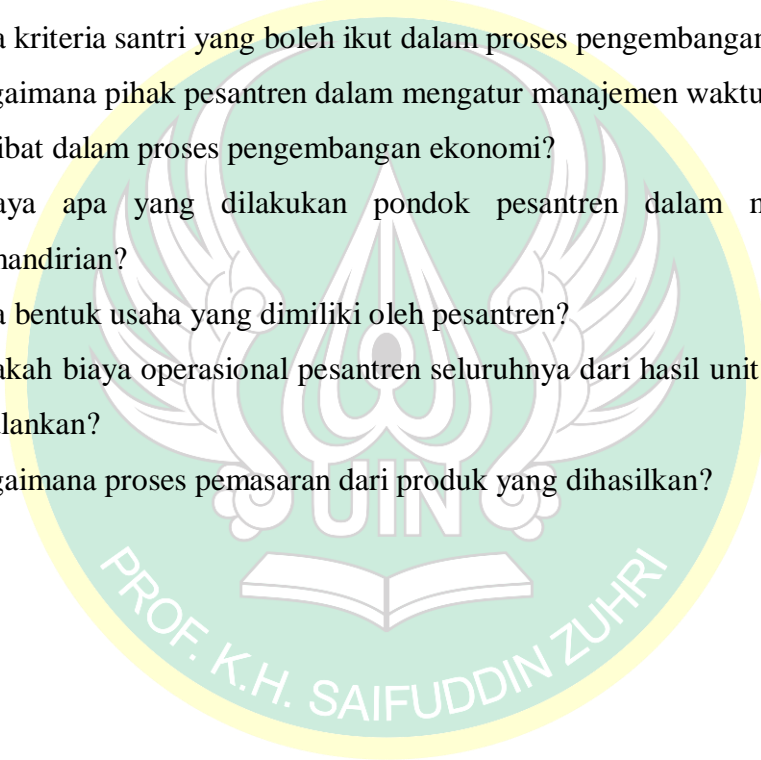 a kriteria santri yang boleh ikut dalam proses pengembangan
gaimana pihak pesantren dalam mengatur manajemen waktu
ibat dalam proses pengembangan ekonomi?
aya apa yang dilakukan pondok pesantren dalam m
nandirian?
a bentuk usaha yang dimiliki oleh pesantren?
akah biaya operasional pesantren seluruhnya dari hasil unit
alankan?
gaimana proses pemasaran dari produk yang dihasilkan?
UIN
PROF. K.H. SAIFUDDIN ZUHRI